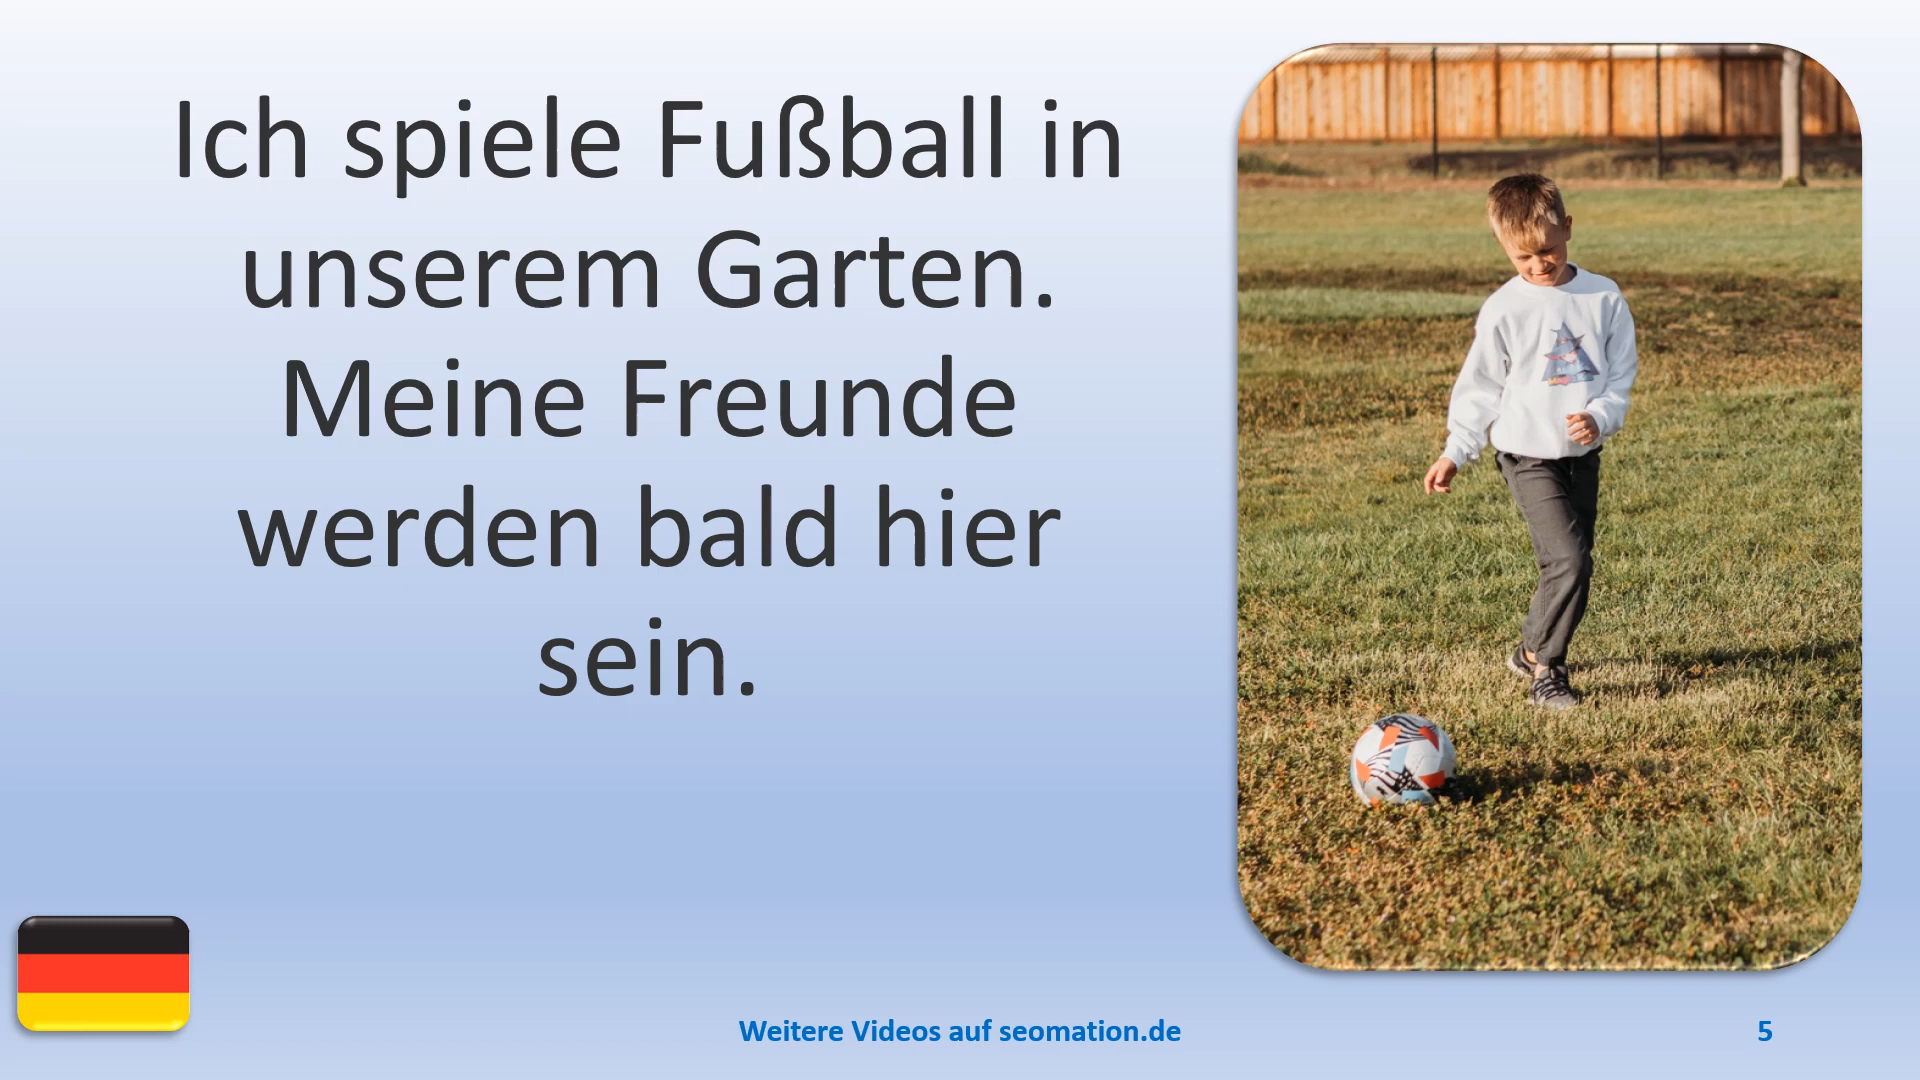 Ich spiele Fußball in
unserem Garten.
Meine Freunde
werden bald hier
sein.
Weitere Videos auf seomation.de
5